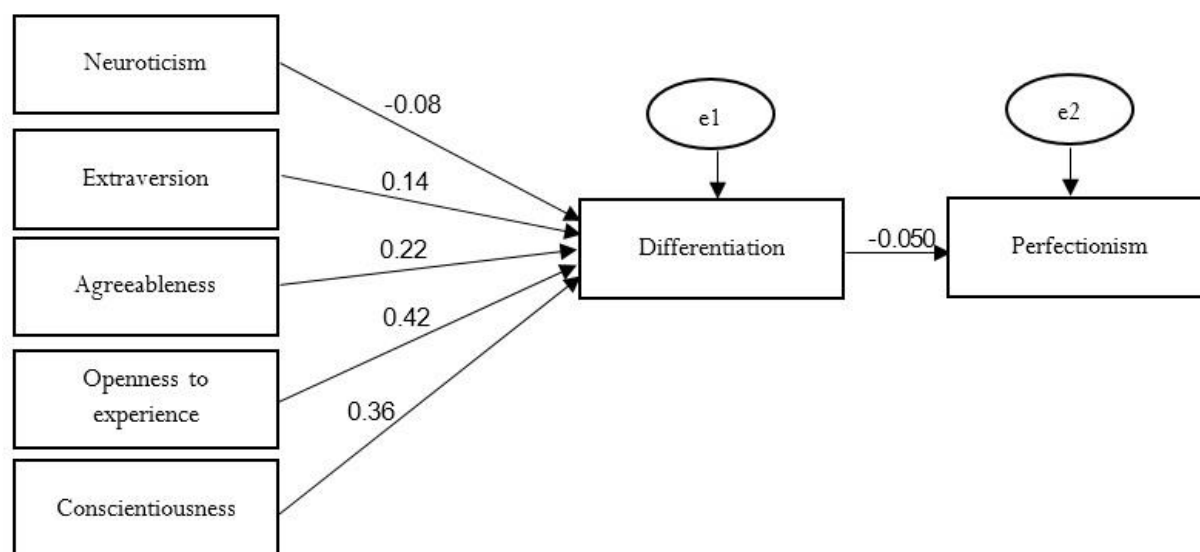 Neuroticism
-0.08
e1
e2
Extraversion
0.14
0.22
Differentiation
-0.050
Perfectionism
Agreeableness
0.42
Openness to
experience
0.36
Conscientiousness